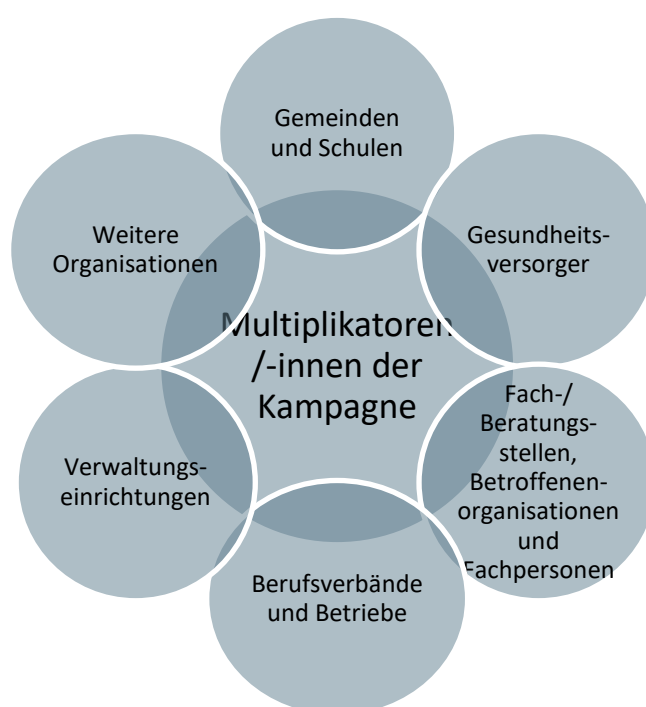 Gemeinden
und Schulen
Gesundheits-
versorger
Fach-/
Beratungs-
stellen,
Betroffenen-
organisationen
und
Fachpersonen
Berufsverbände
und Betriebe
Verwaltungs-
einrichtungen
Weitere
Organisationen
Multiplikatoren
/-innen der
Kampagne